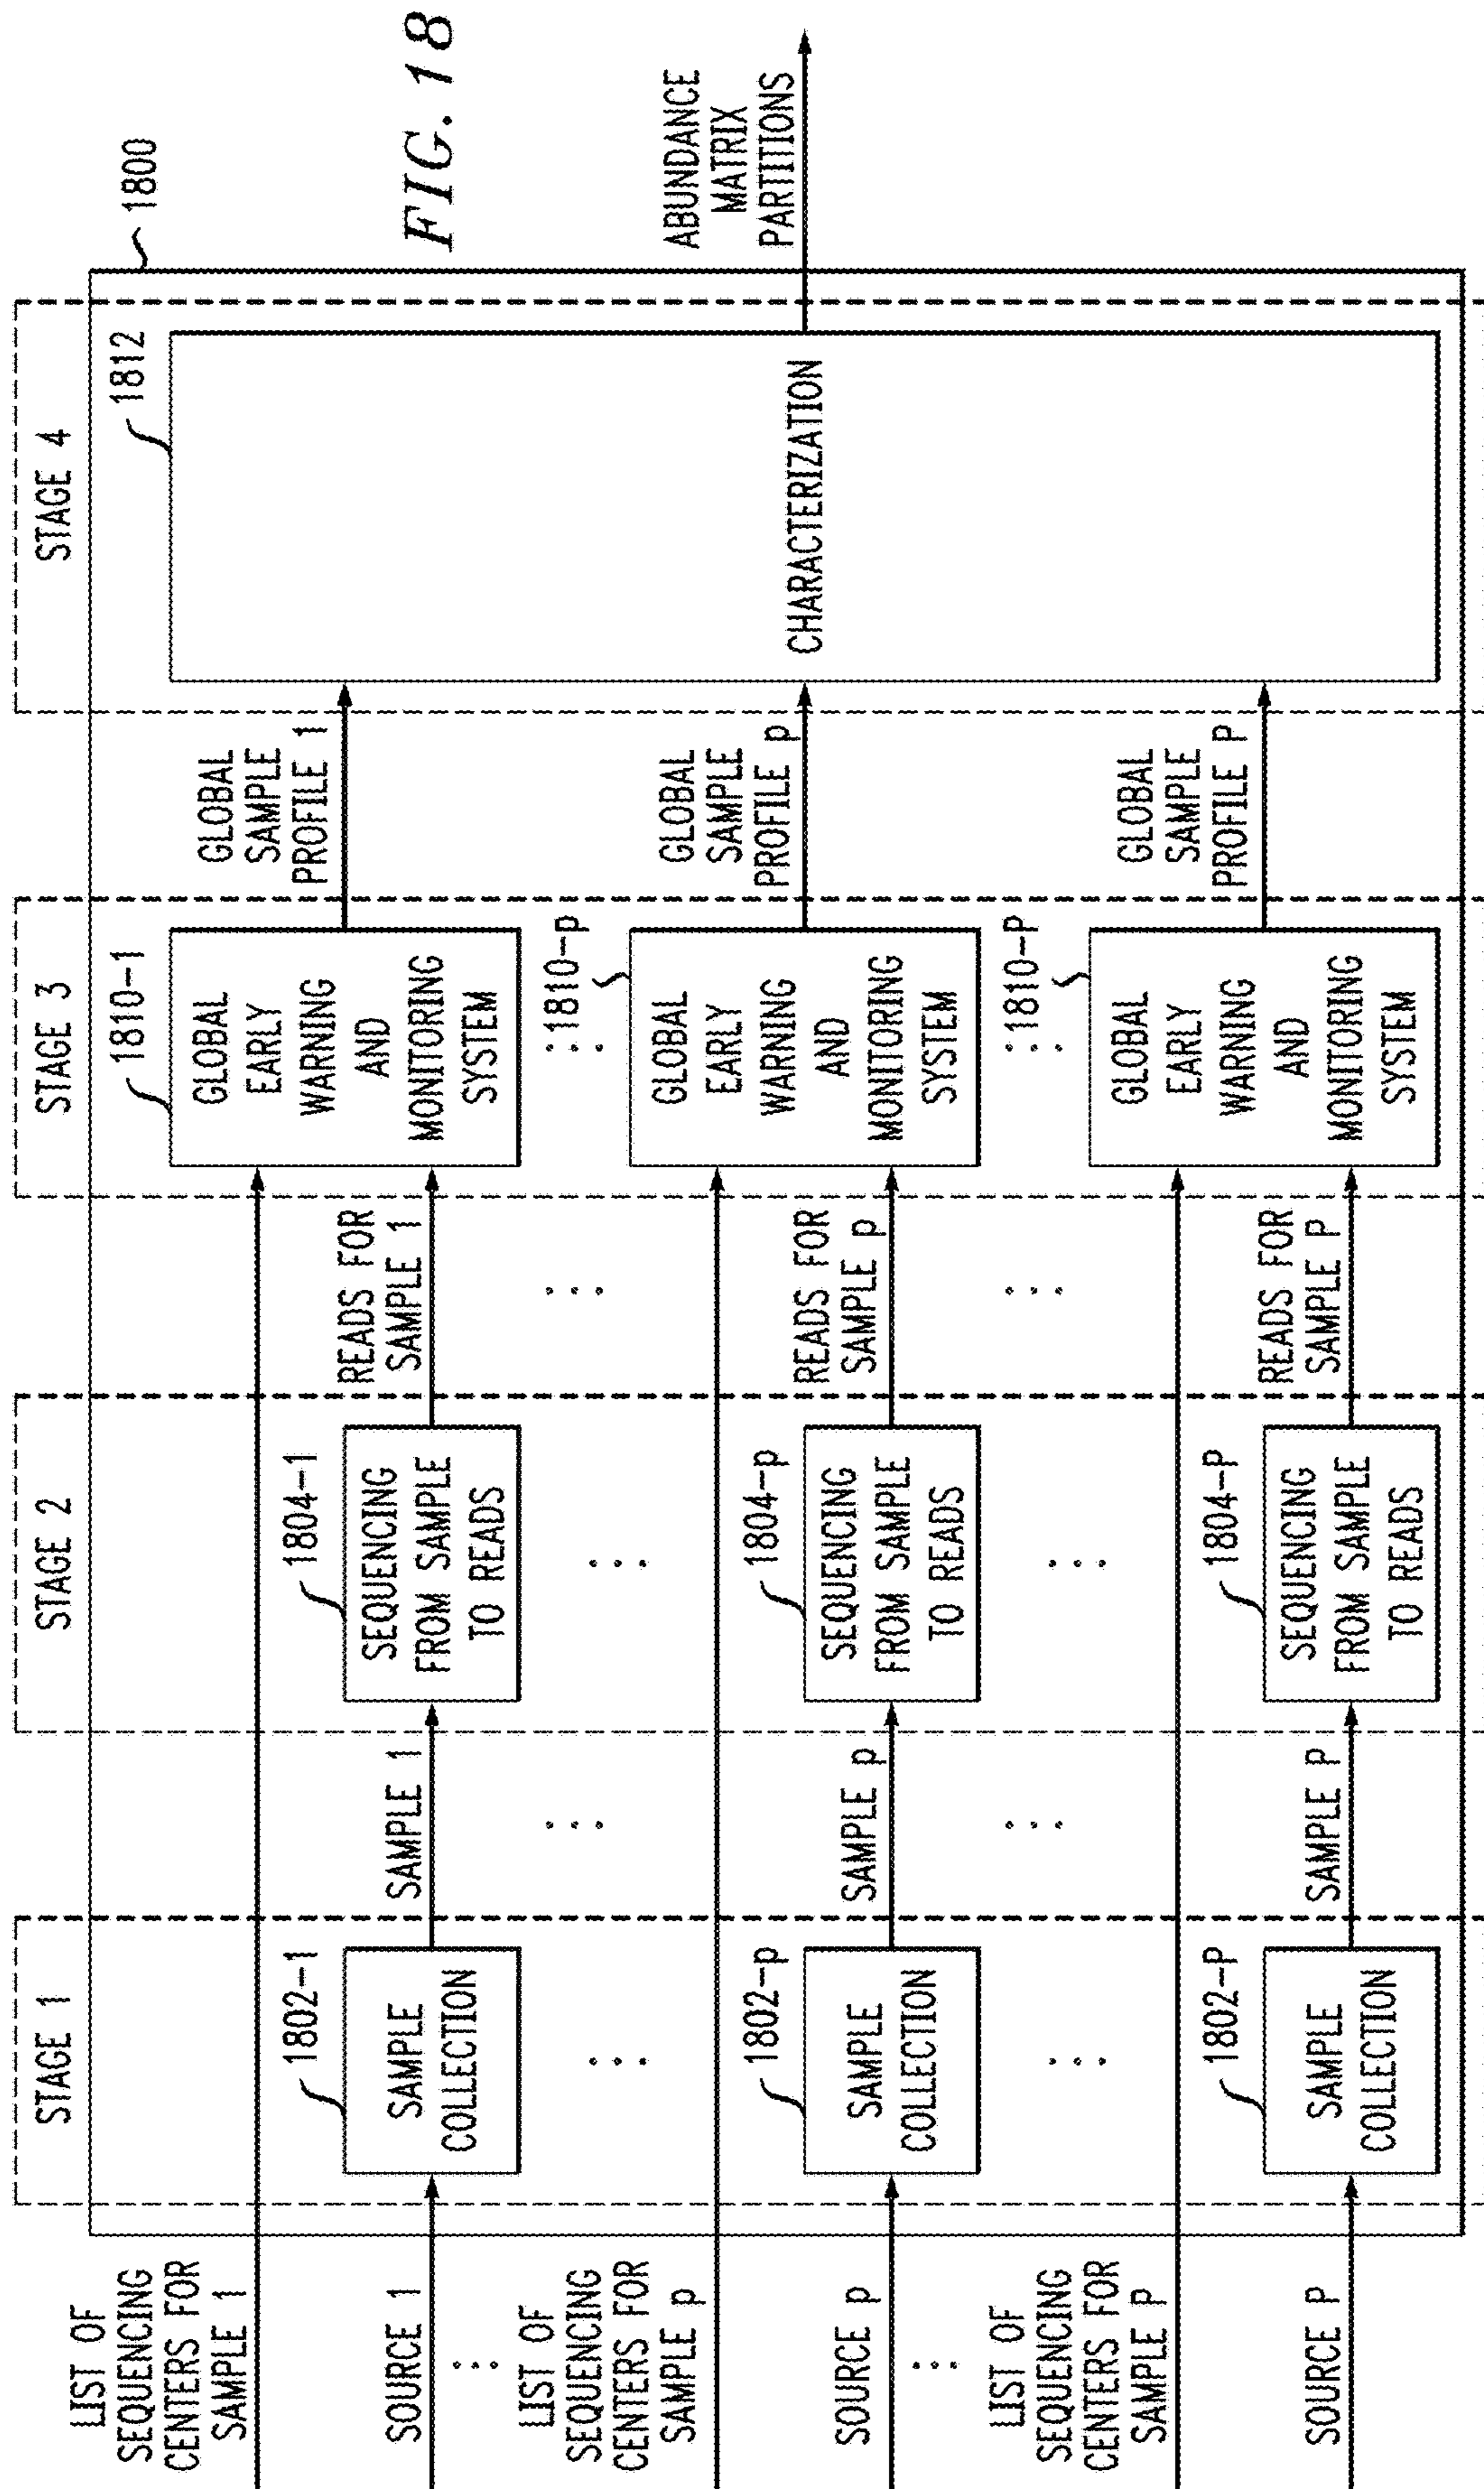 FIG. 18
1800
STAGE 1
STAGE 2
STAGE 3
STAGE 4
LIST OF
SEQUENCING
CENTERS FOR
SAMPLE 1
SOURCE 1
1802-1
SAMPLE
COLLECTION
SAMPLE 1
1804-1
SEQUENCING
FROM SAMPLE
TO READS
READS FOR
SAMPLE 1
1810-1
GLOBAL
EARLY
WARNING
AND
MONITORING
SYSTEM
GLOBAL
SAMPLE
PROFILE 1
LIST OF
SEQUENCING
CENTERS FOR
SAMPLE p
SOURCE p
1802-p
SAMPLE
COLLECTION
SAMPLE p
1804-p
SEQUENCING
FROM SAMPLE
TO READS
READS FOR
SAMPLE p
1810-p
GLOBAL
EARLY
WARNING
AND
MONITORING
SYSTEM
GLOBAL
SAMPLE
PROFILE p
LIST OF
SEQUENCING
CENTERS FOR
SAMPLE P
SOURCE P
1802-P
SAMPLE
COLLECTION
SAMPLE P
1804-P
SEQUENCING
FROM SAMPLE
TO READS
READS FOR
SAMPLE P
1810-P
GLOBAL
EARLY
WARNING
AND
MONITORING
SYSTEM
GLOBAL
SAMPLE
PROFILE P
1812
CHARACTERIZATION
ABUNDANCE
MATRIX
PARTITIONS